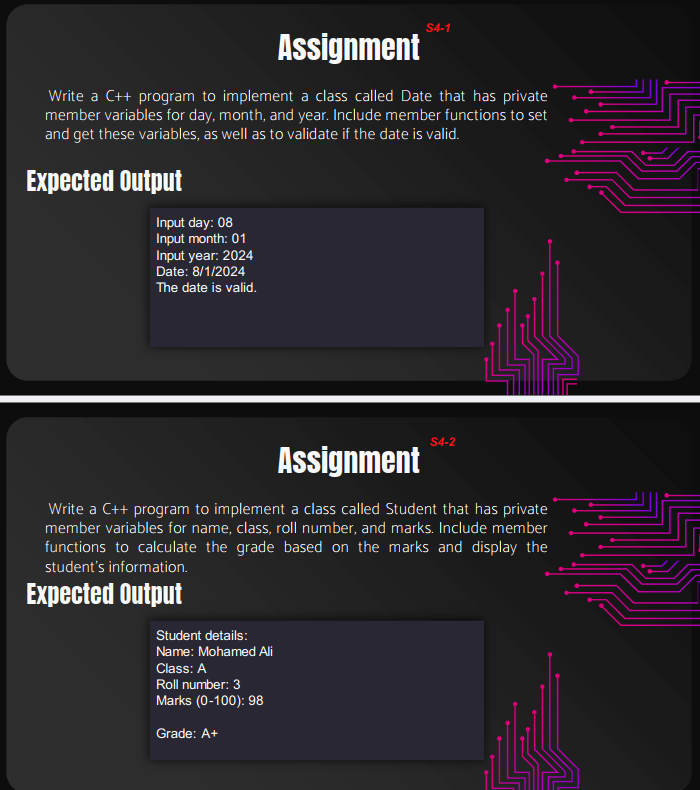 S4-1
Assignment
Write a C++ program to implement a class called Date that has private
member variables for day, month, and year. Include member functions to set
and get these variables, as well as to validate if the date is valid.
Expected Output
Input day: 08
Input month: 01
Input year: 2024
Date: 8/1/2024
The date is valid.
S4-2
Assignment
Write a C++ program to implement a class called Student that has private
member variables for name, class, roll number, and marks. Include member
functions to calculate the grade based on the marks and display the
student's information.
Expected Output
Student details:
Name: Mohamed Ali
Class: A
Roll number: 3
Marks (0-100): 98
Grade: A+